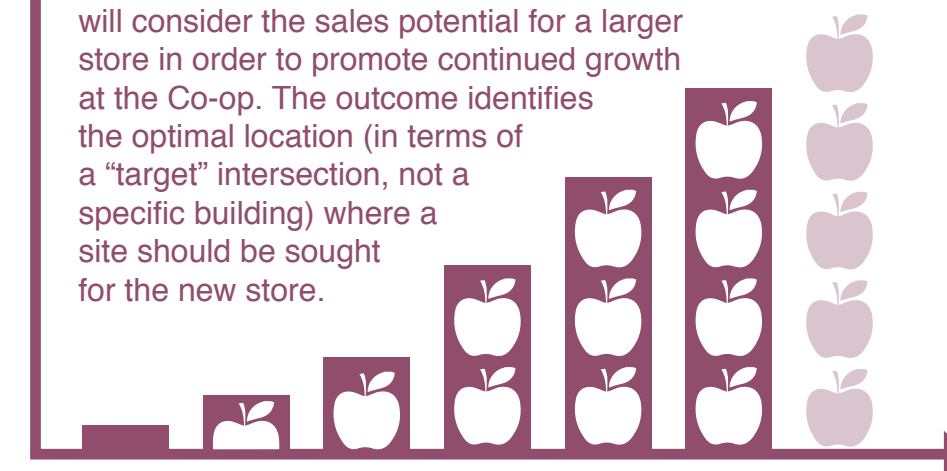 will consider the sales potential for a larger
store in order to promote continued growth
at the Co-op. The outcome identifies
the optimal location (in terms of
a “target” intersection, not a
specific building) where a
site should be sought
for the new store.